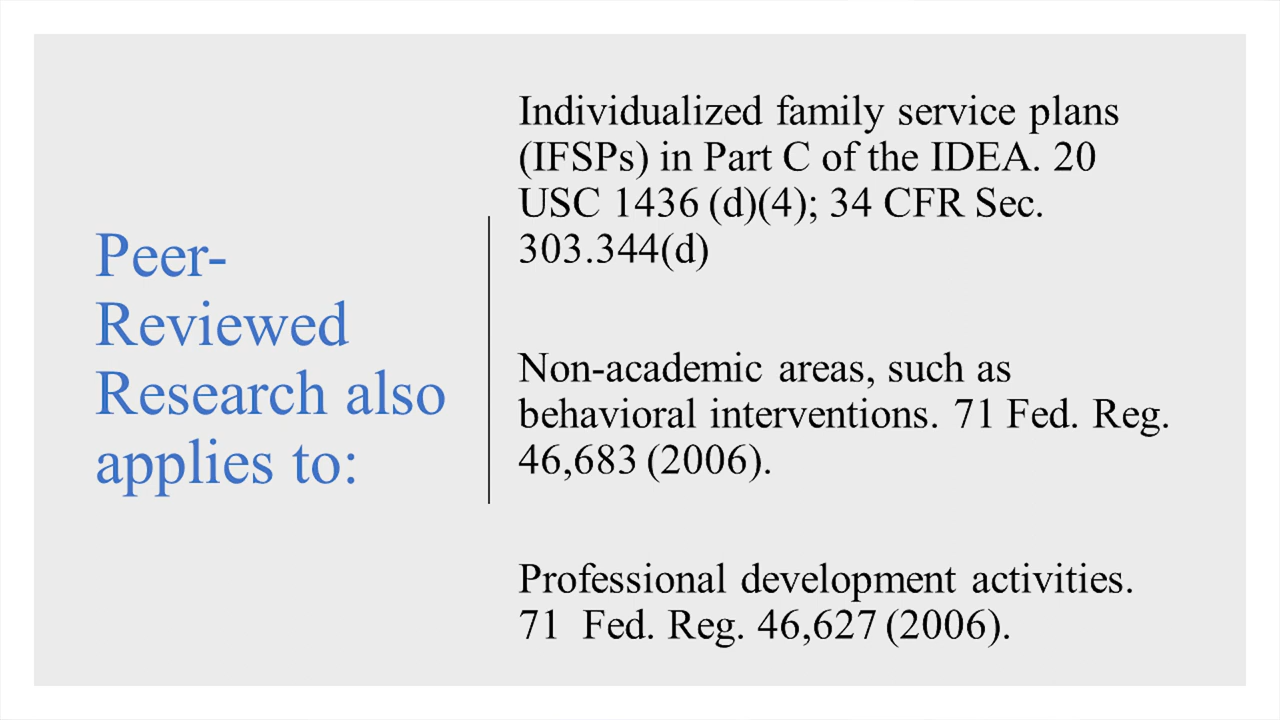 Peer-
Reviewed
Research also
applies to:
Individualized family service plans
(IFSPs) in Part C of the IDEA. 20
USC 1436 (d)(4); 34 CFR Sec.
303.344(d)
Non-academic areas, such as
behavioral interventions. 71 Fed. Reg.
46,683 (2006).
Professional development activities.
71  Fed. Reg. 46,627 (2006).